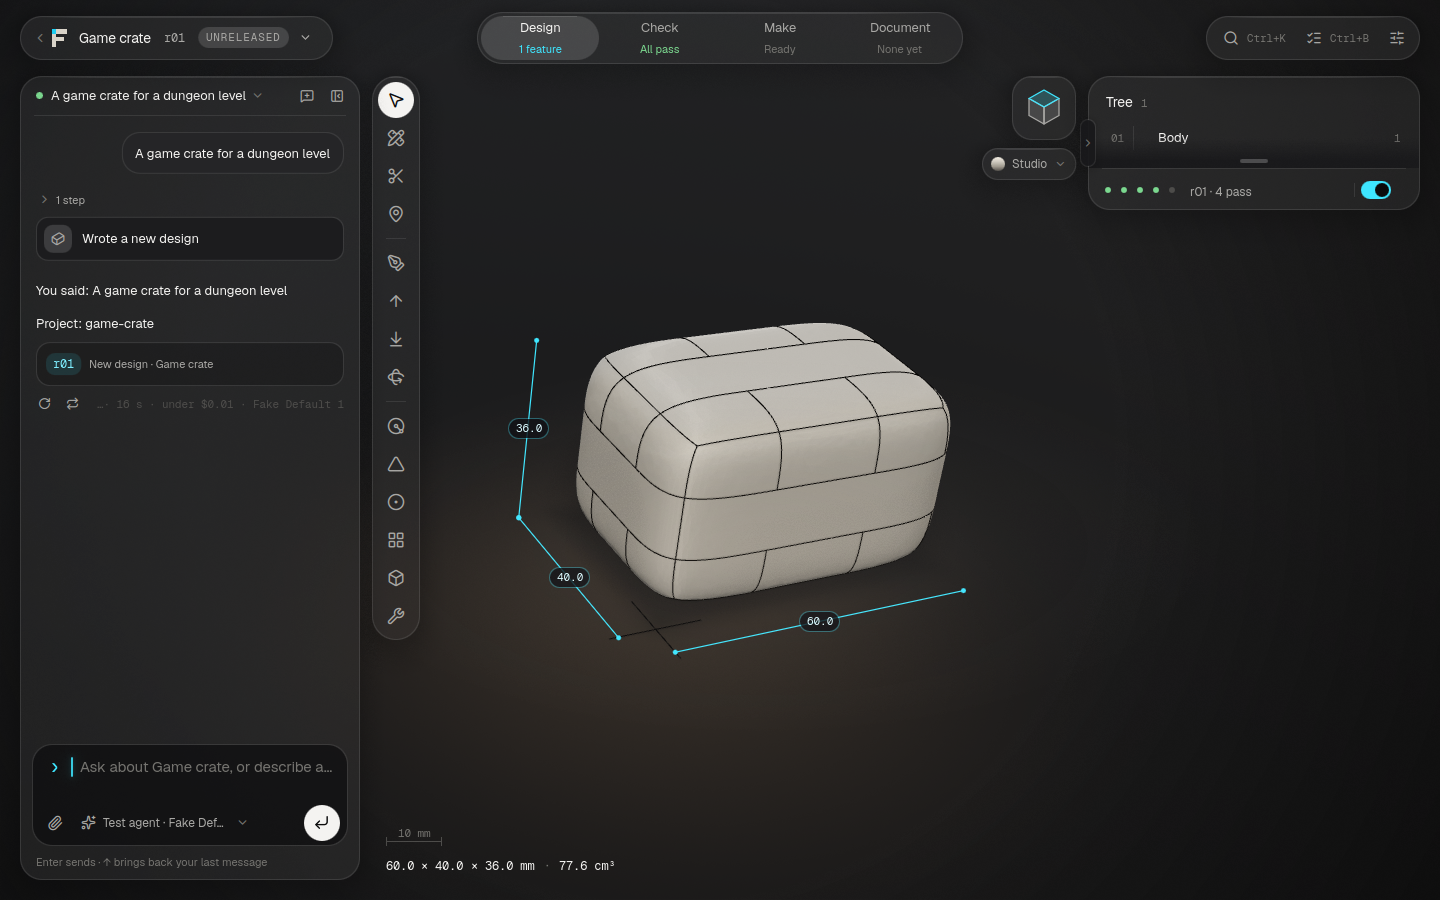 Game crate r01 UNRELEASED
Design
1 feature
Check
All pass
Make
Ready
Document
None yet
Ctrl+K Ctrl+B
A game crate for a dungeon level
A game crate for a dungeon level
1 step
Wrote a new design
You said: A game crate for a dungeon level
Project: game-crate
r01 New design · Game crate
…· 16 s · under $0.01 · Fake Default 1
Ask about Game crate, or describe a…
Test agent · Fake Def…
Enter sends · ↑ brings back your last message
Studio
Tree 1
01 Body 1
r01 · 4 pass
36.0
40.0
60.0
10 mm
60.0 × 40.0 × 36.0 mm · 77.6 cm³